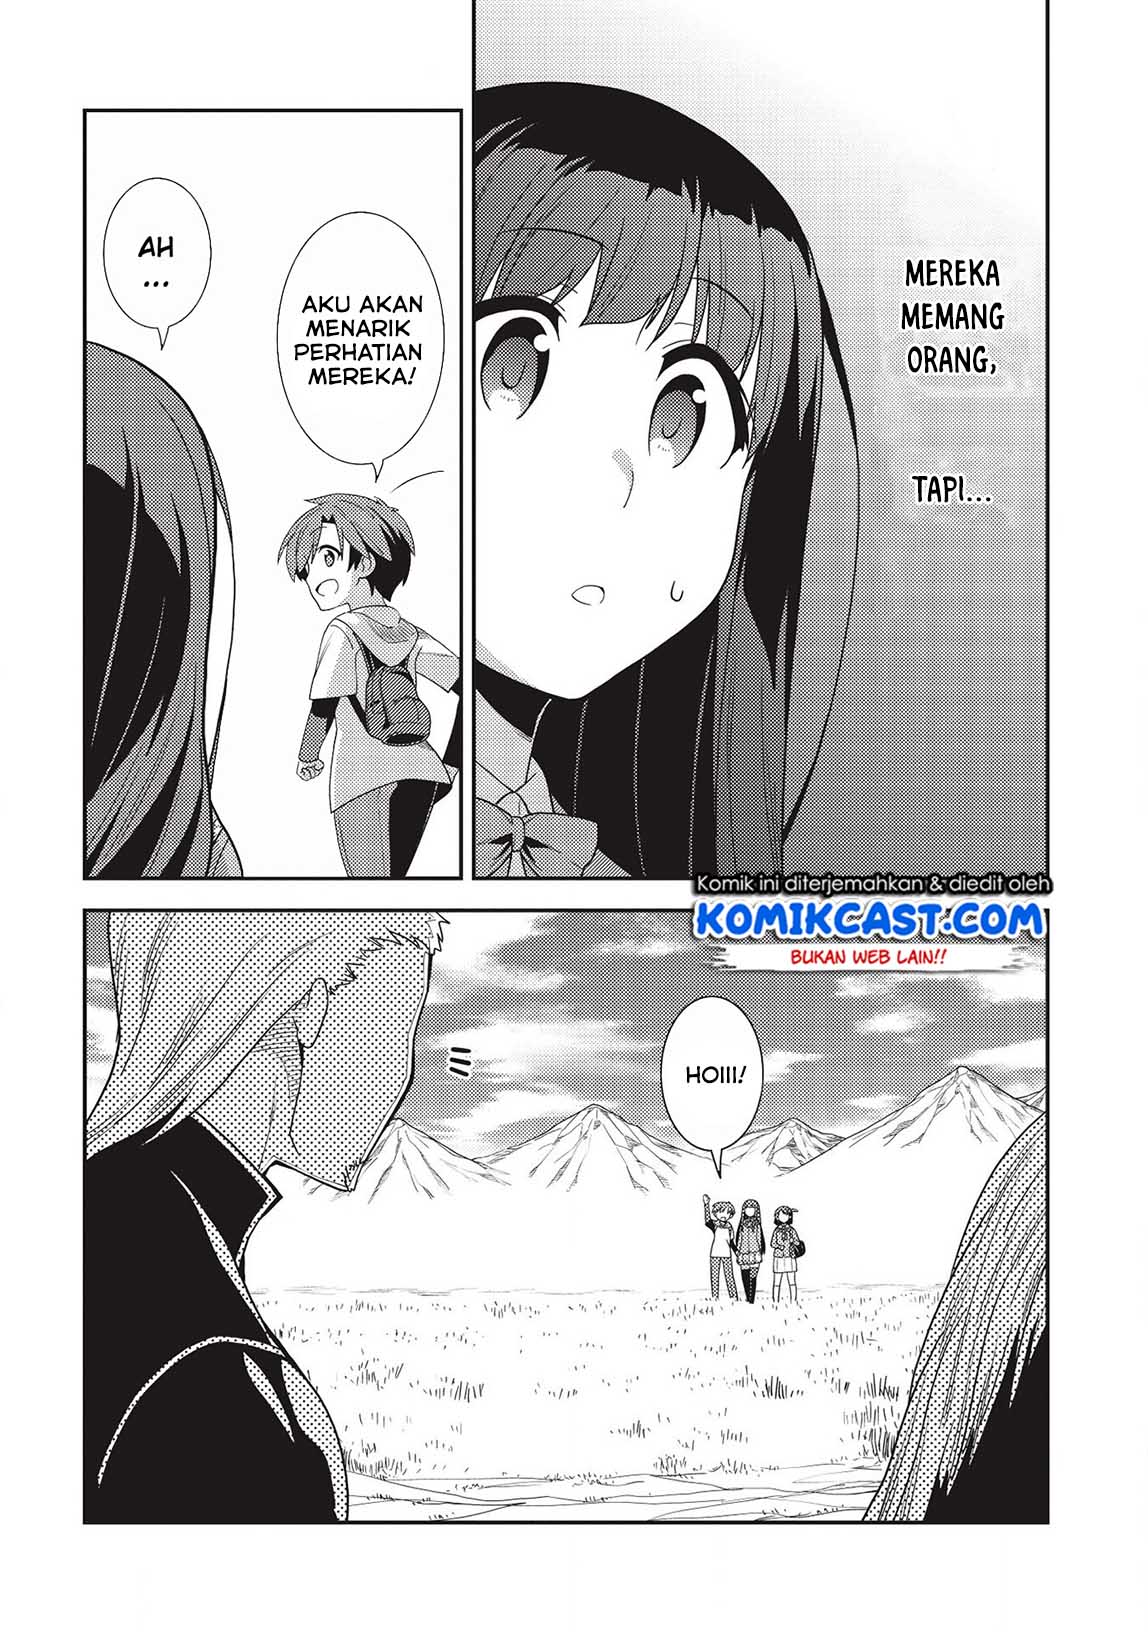 MEREKA
MEMANG
ORANG,
TAPI...
AKU AKAN
MENARIK
PERHATIAN
MEREKA!
AH
...
Komik ini diterjemahkan & diedit oleh
KOMIKCAST.COM
BUKAN WEB LAIN!!
HOIII!